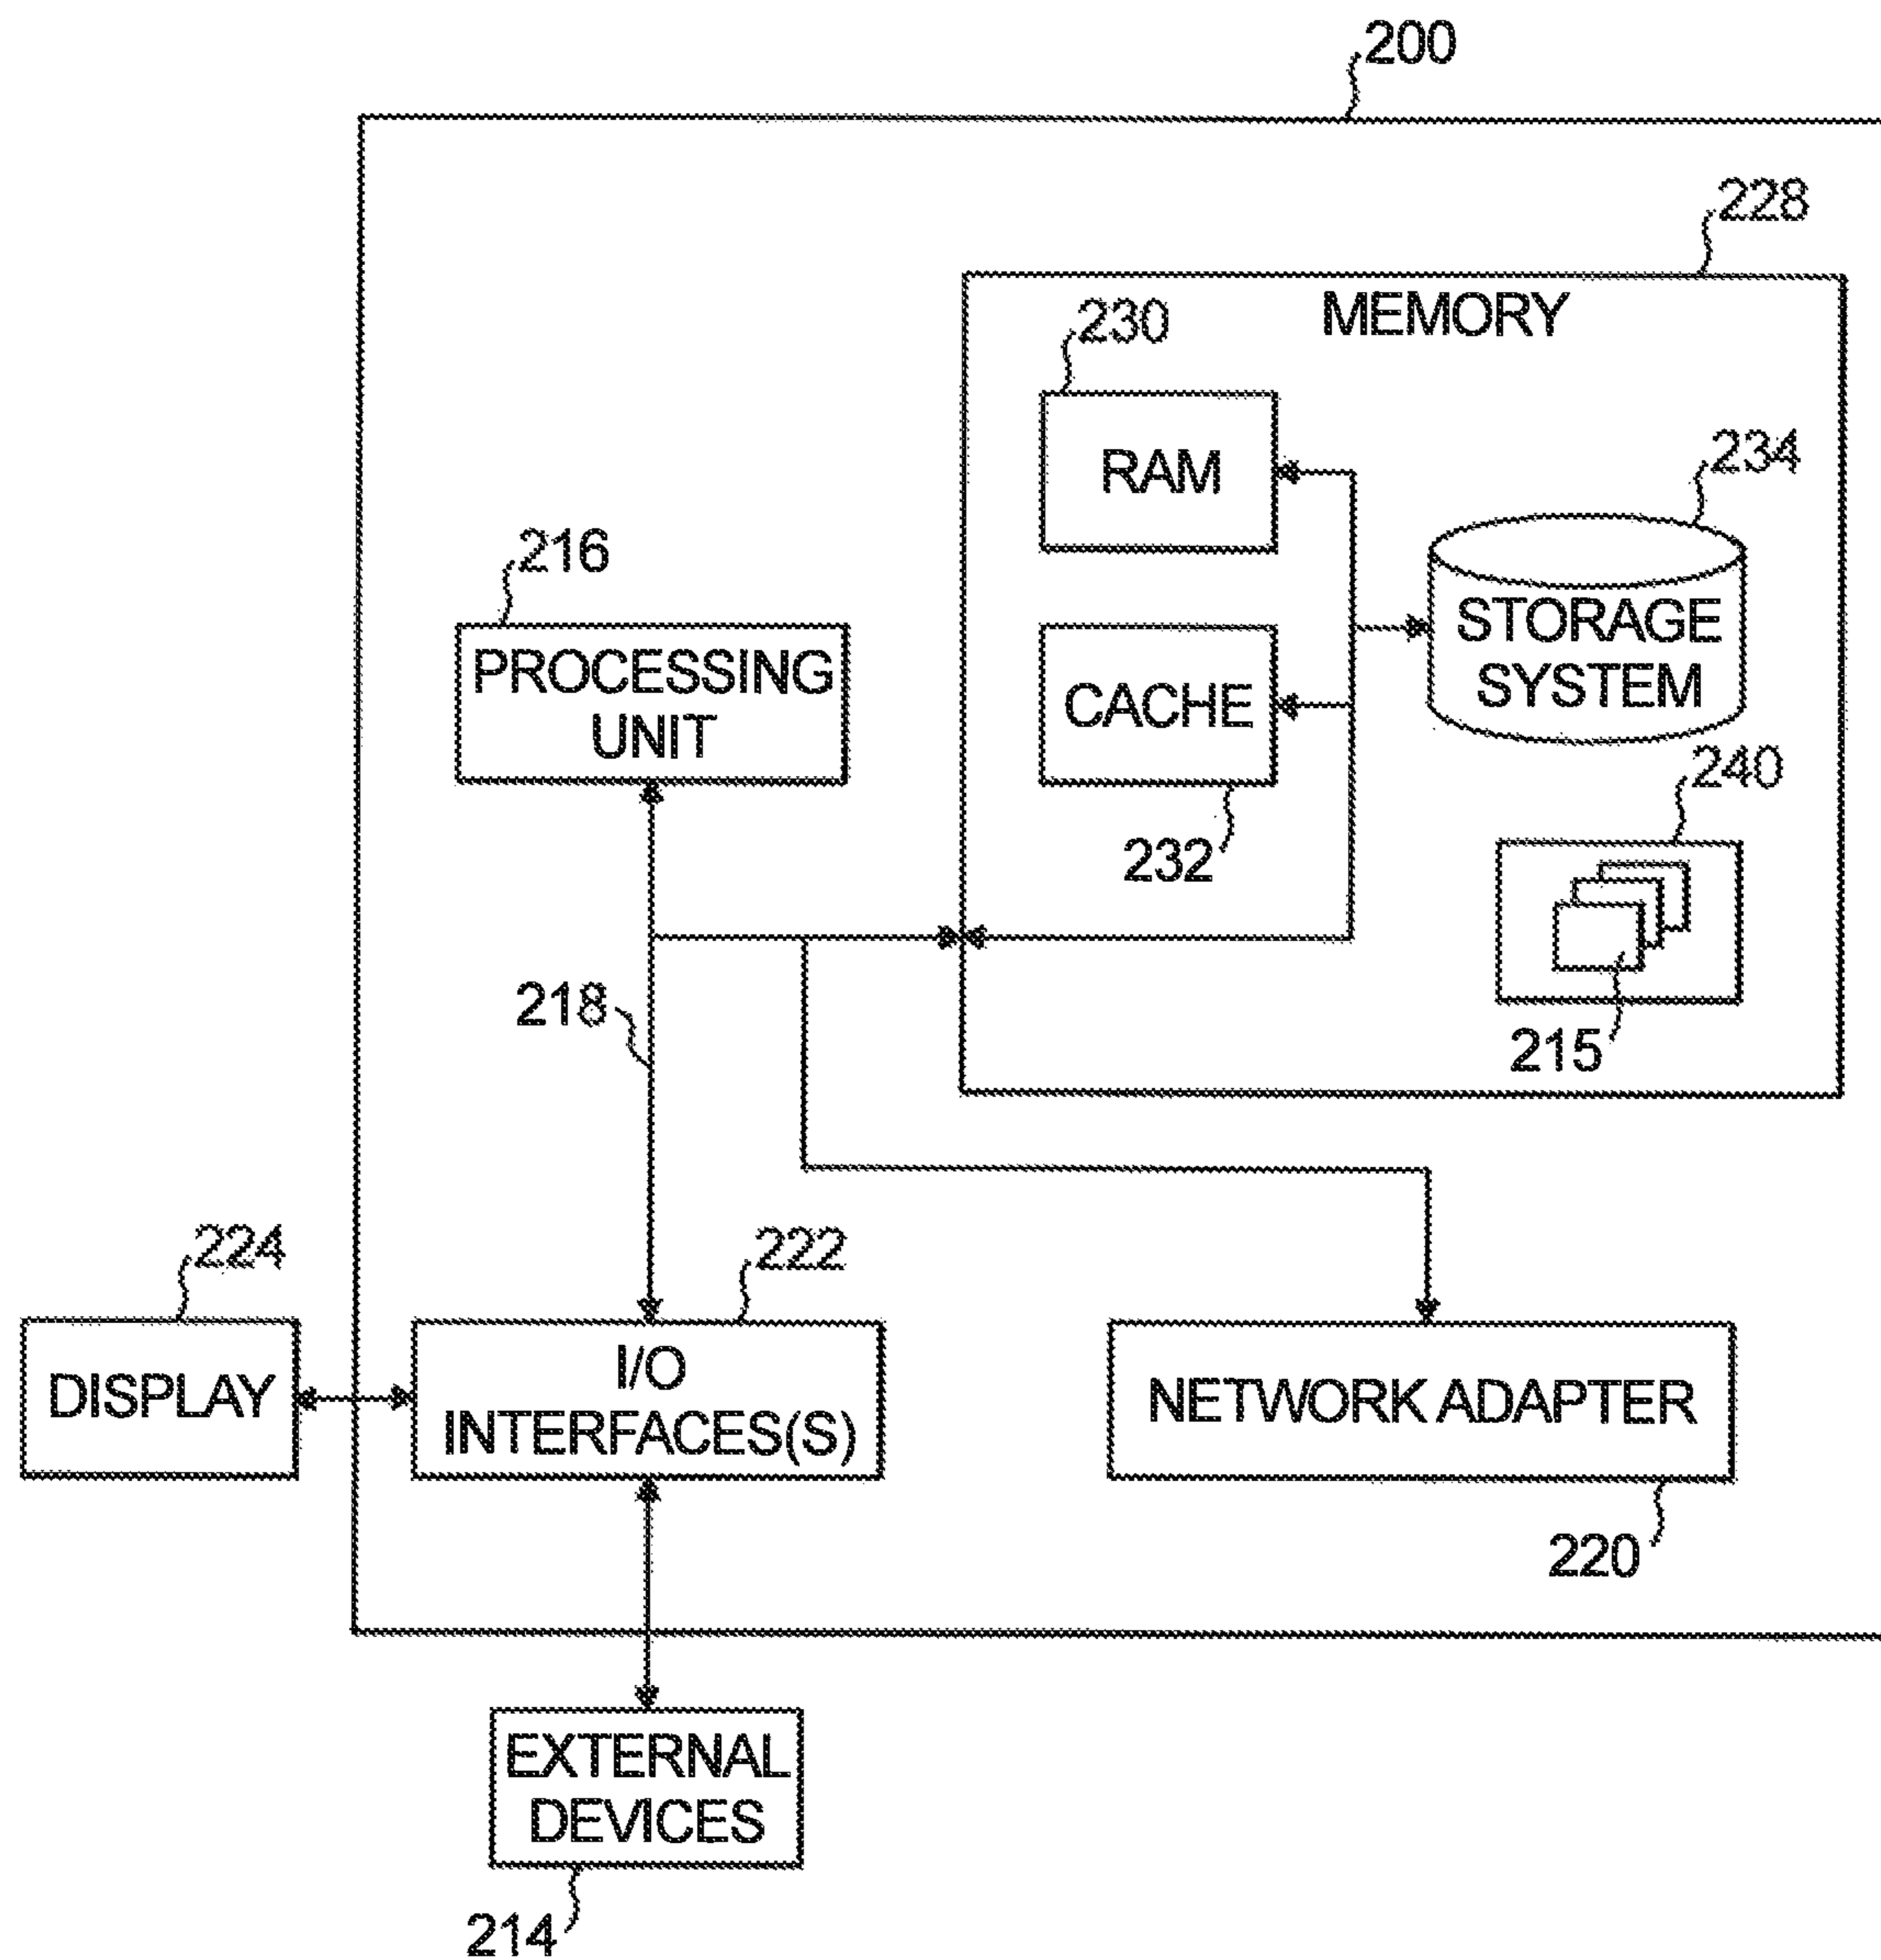 200
228
MEMORY
230
RAM
234
216
STORAGE
SYSTEM
PROCESSING
UNIT
CACHE
240
232
218
215
224
222
DISPLAY
I/O
INTERFACES(S)
NETWORK ADAPTER
220
EXTERNAL
DEVICES
214